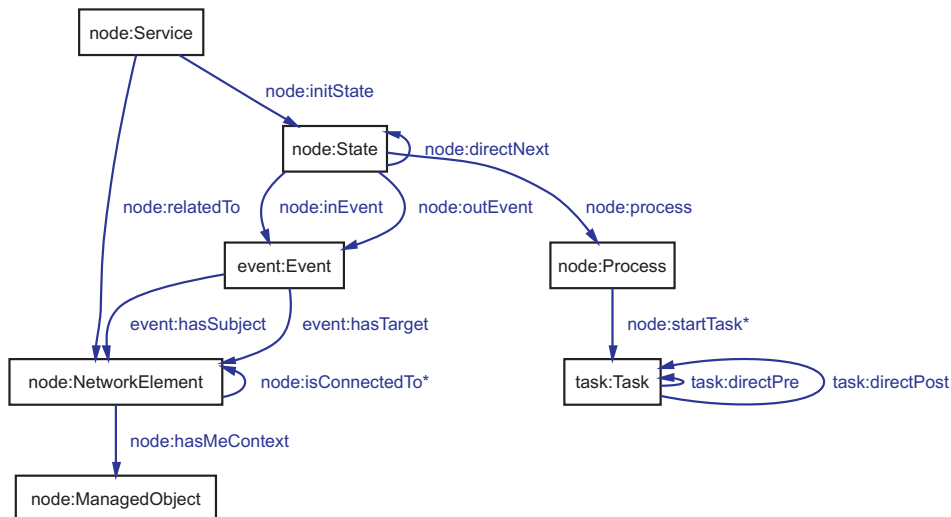 node:Service
node:initState
node:State
node:directNext
node:relatedTo
node:inEvent
node:outEvent
node:process
event:Event
node:Process
event:hasSubject
event:hasTarget
node:startTask*
node:NetworkElement
node:isConnectedTo*
task:Task
task:directPre
task:directPost
node:hasMeContext
node:ManagedObject